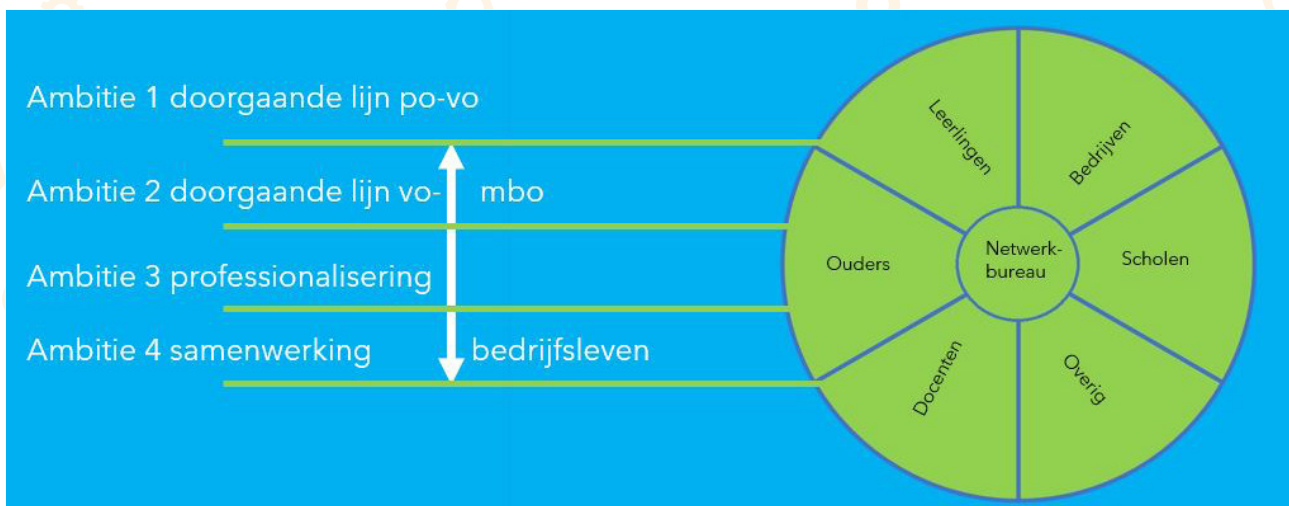 Ambitie 1 doorgaande lijn po-vo
Ambitie 2 doorgaande lijn vo- mbo
Ambitie 3 professionalisering
Ambitie 4 samenwerking bedrijfsleven
Leerlingen
Bedrijven
Ouders
Netwerk-
bureau
Scholen
Docenten
Overig